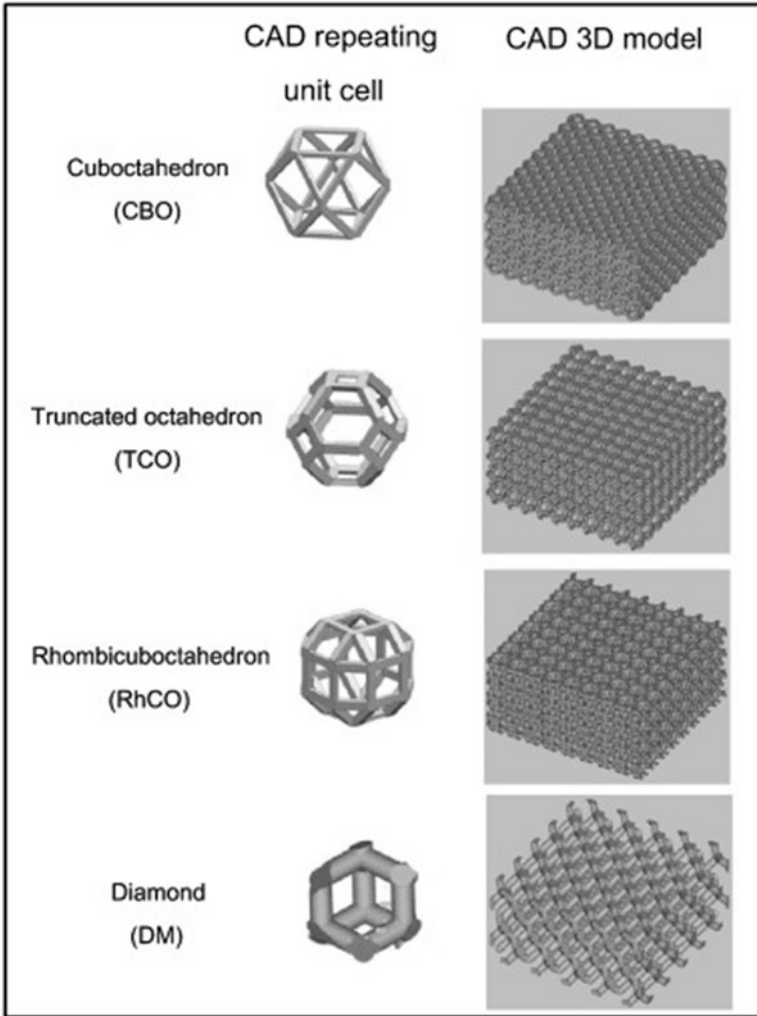 CAD repeating
unit cell
CAD 3D model
Cuboctahedron
(CBO)
Truncated octahedron
(TCO)
Rhombicuboctahedron
(RhCO)
Diamond
(DM)